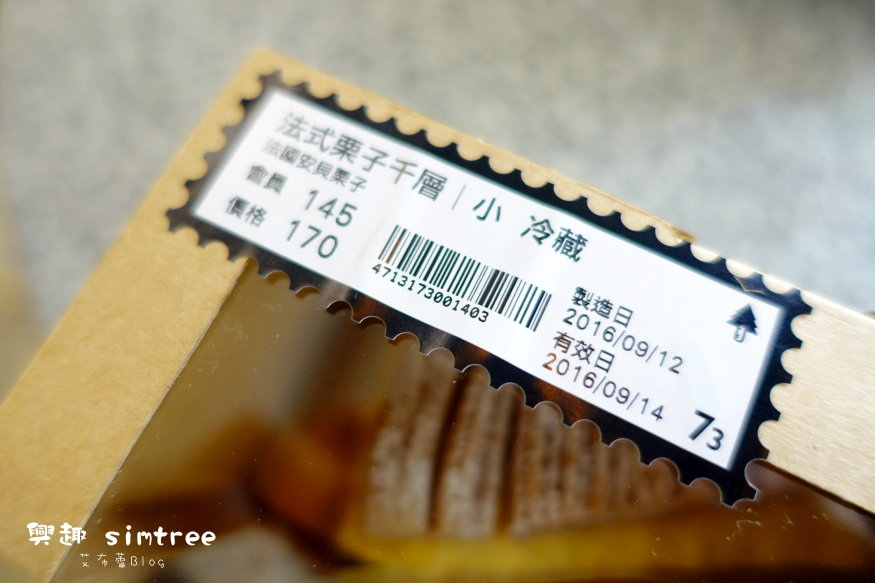 法式栗子千層｜小 冷藏
法國安貝栗子
會員 145
價格 170
4713173001403
製造日
2016/09/12
有效日
2016/09/14
73
興趣 simtree
艾布蕾Blog